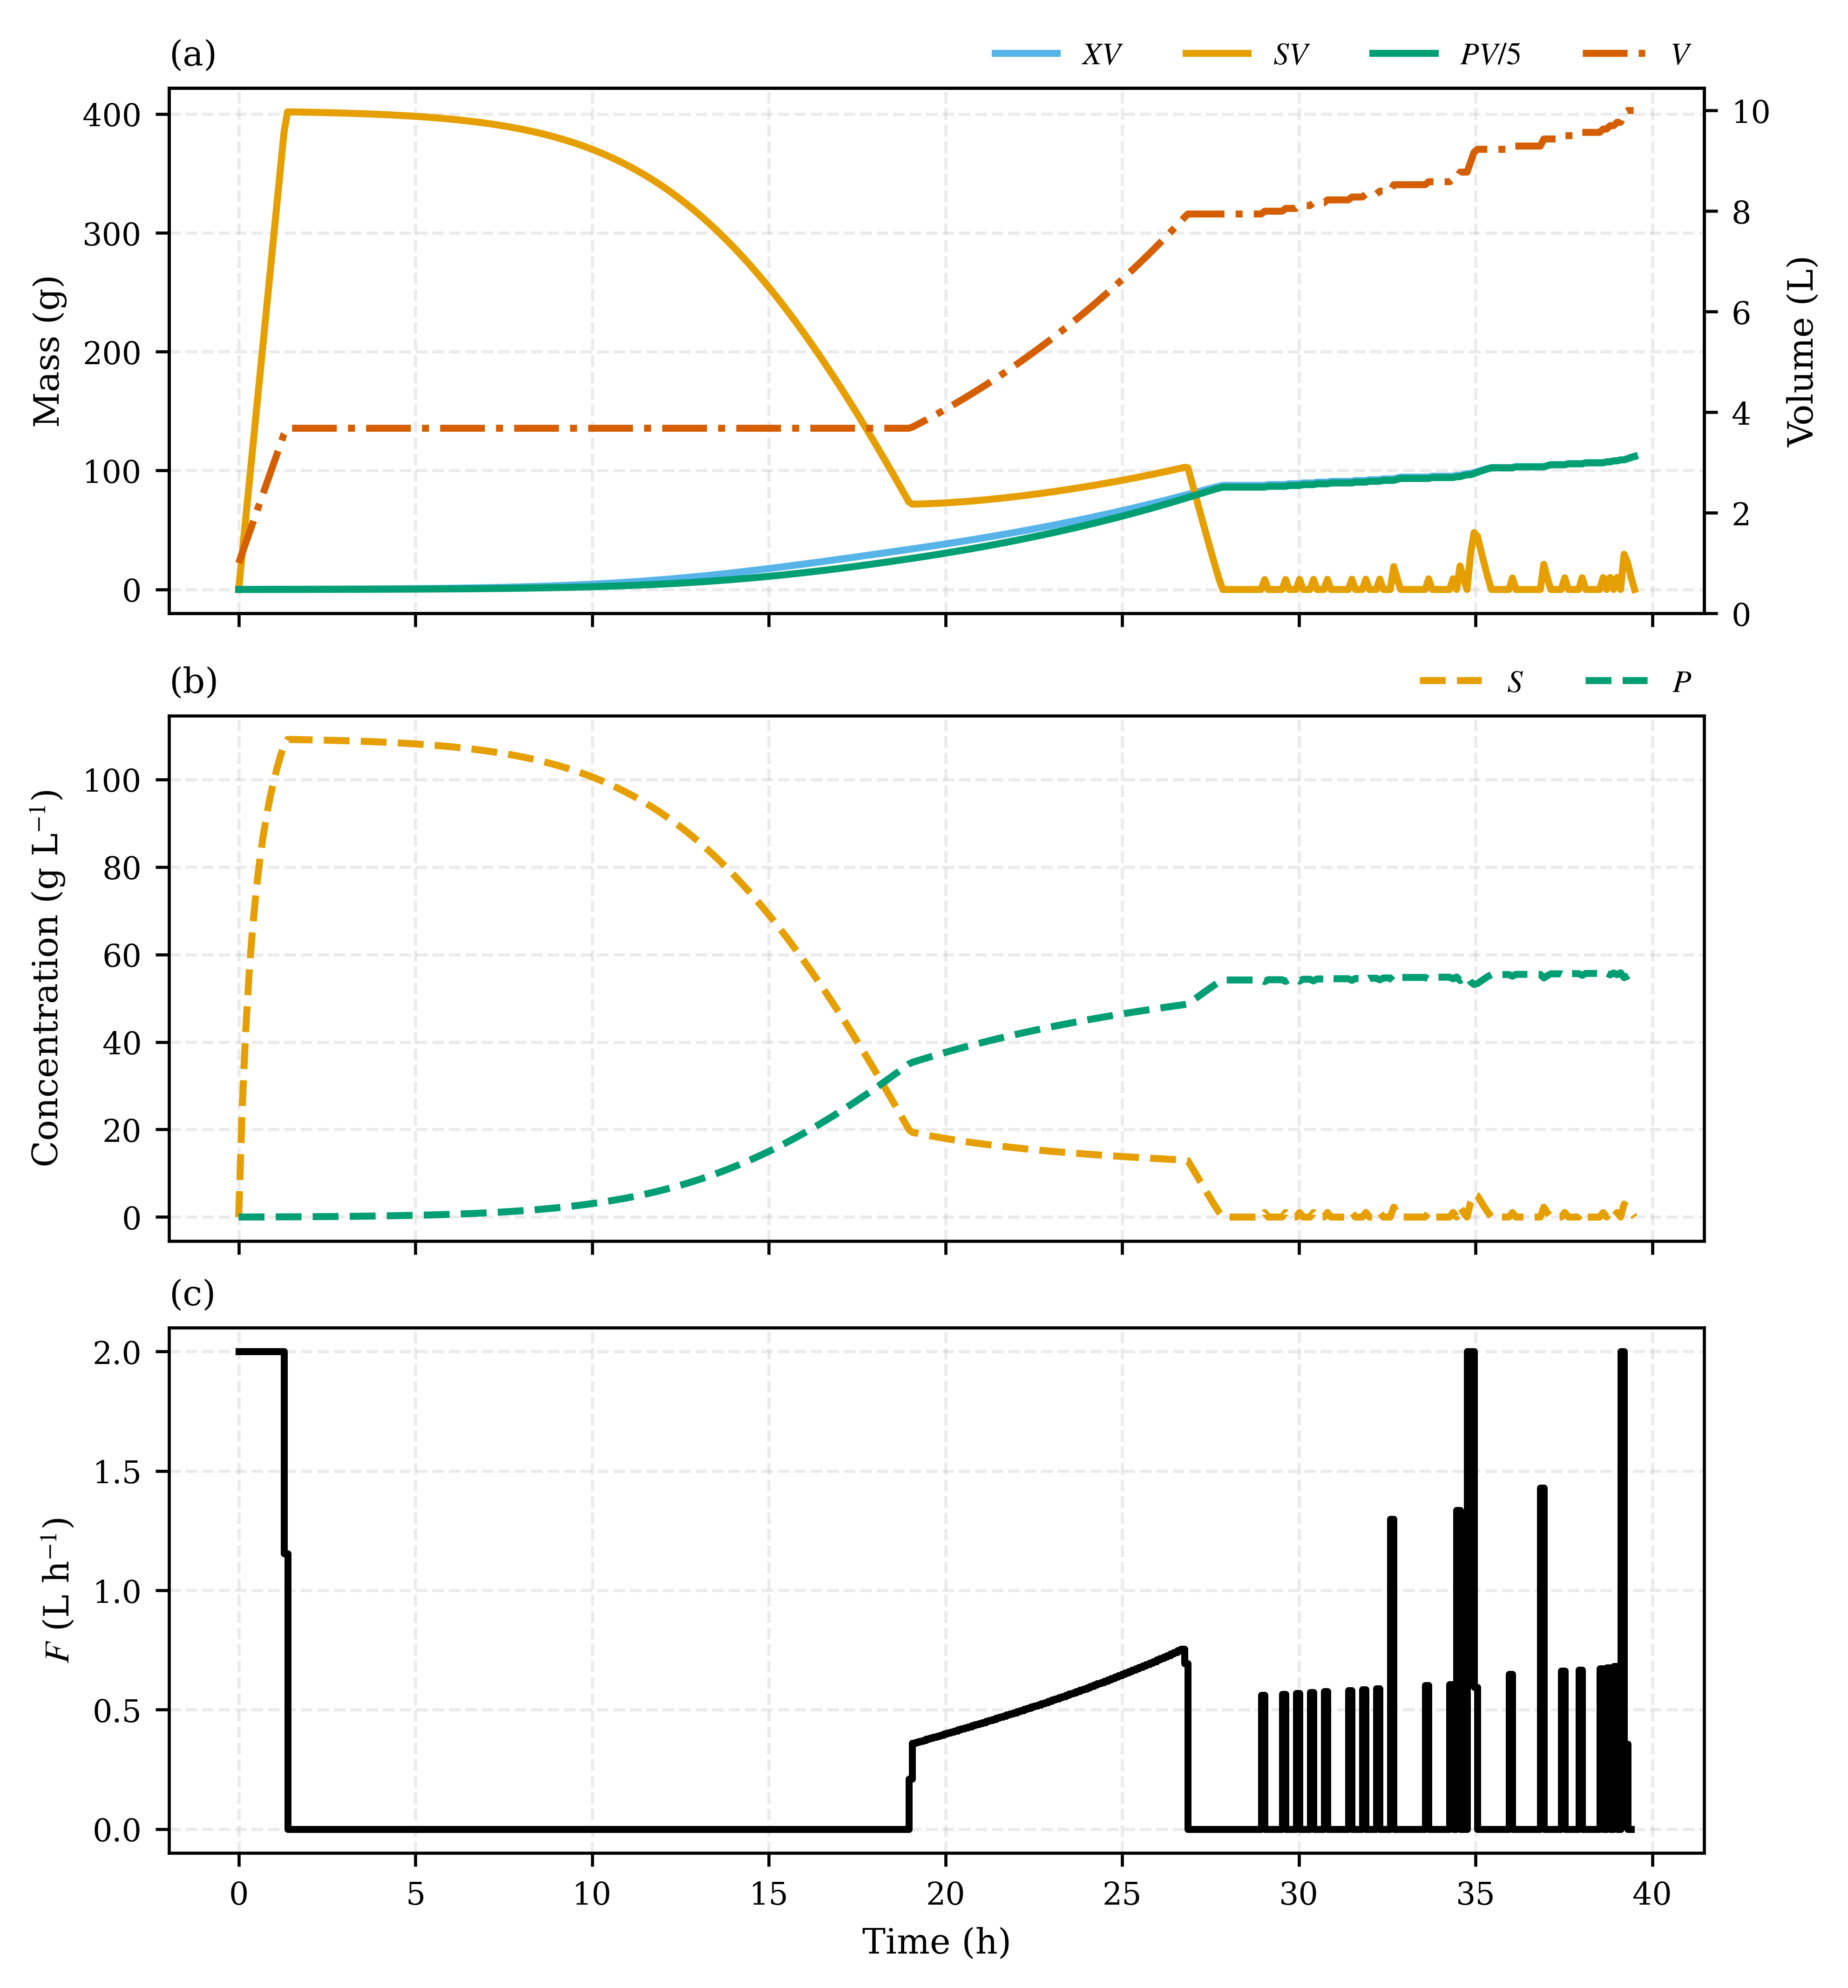 (a) XV SV PV/5 V
400
300
200
100
0
Mass (g)
10
8
6
4
2
0
Volume (L)
(b) S P
100
80
60
40
20
0
Concentration (g L⁻¹)
(c)
2.0
1.5
1.0
0.5
0.0
F (L h⁻¹)
0 5 10 15 20 25 30 35 40
Time (h)